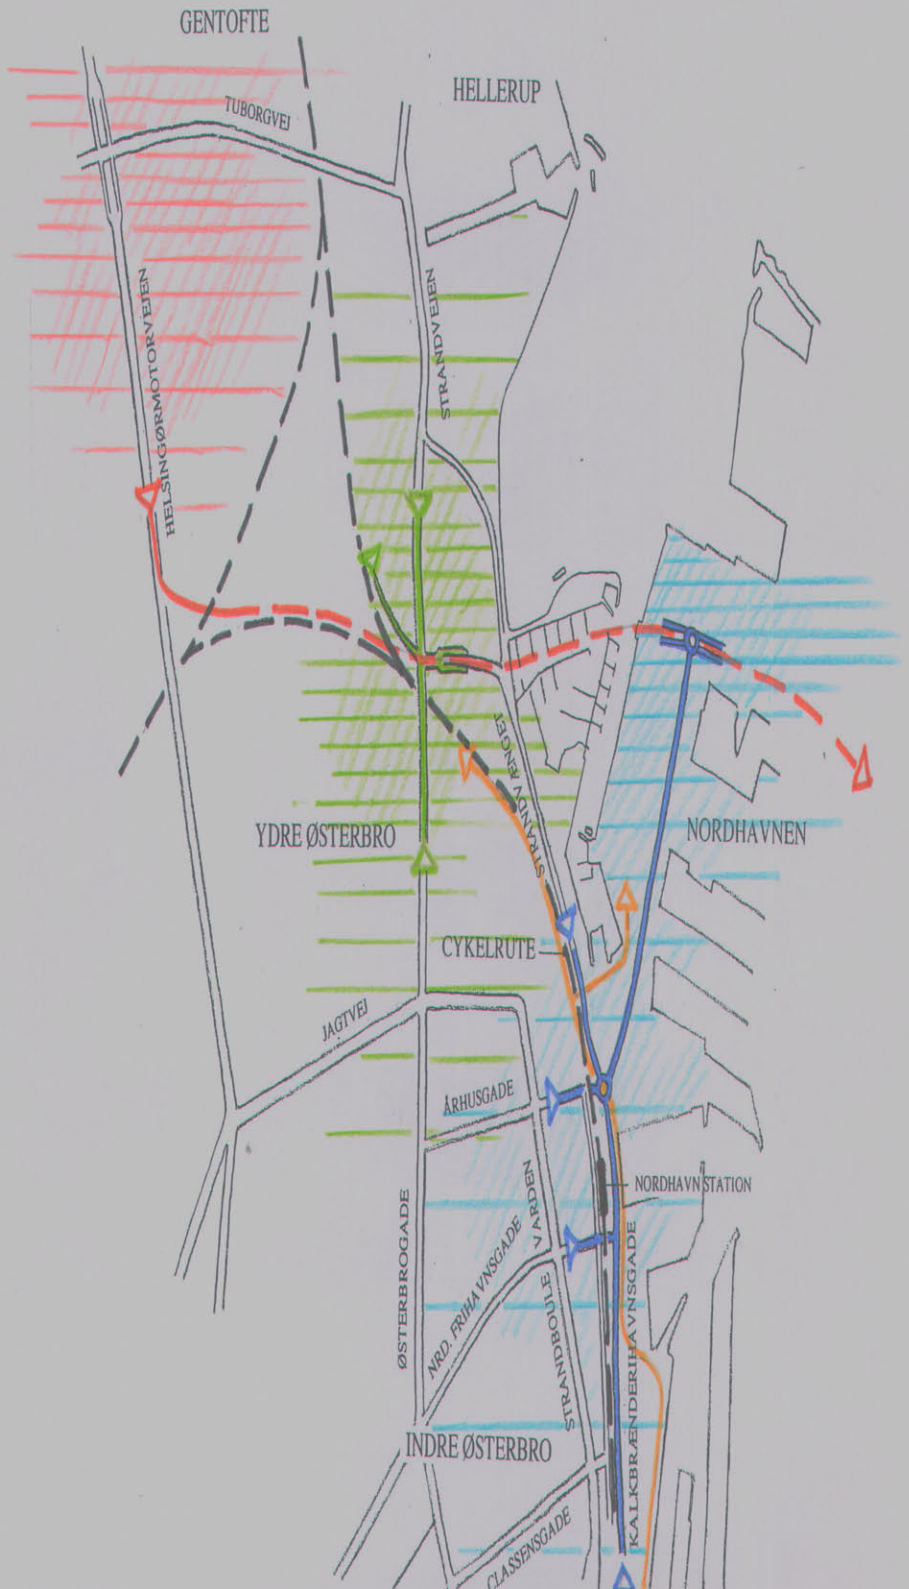 GENTOFTE
HELLERUP
TUBORGVEJ
HELSINGØRMOTORVEJEN
STRANDVEJEN
STRANDVÆNGET
YDRE ØSTERBRO
NORDHAVNEN
CYKELRUTE
JAGTVEJ
ÅRHUSGADE
NORDHAVN STATION
ØSTERBROGADE
NRD. FRIHAVNSGADE
STRANDBOULE VARDEN
KALKBRÆNDERIHAVNSGADE
INDRE ØSTERBRO
CLASSENSGADE